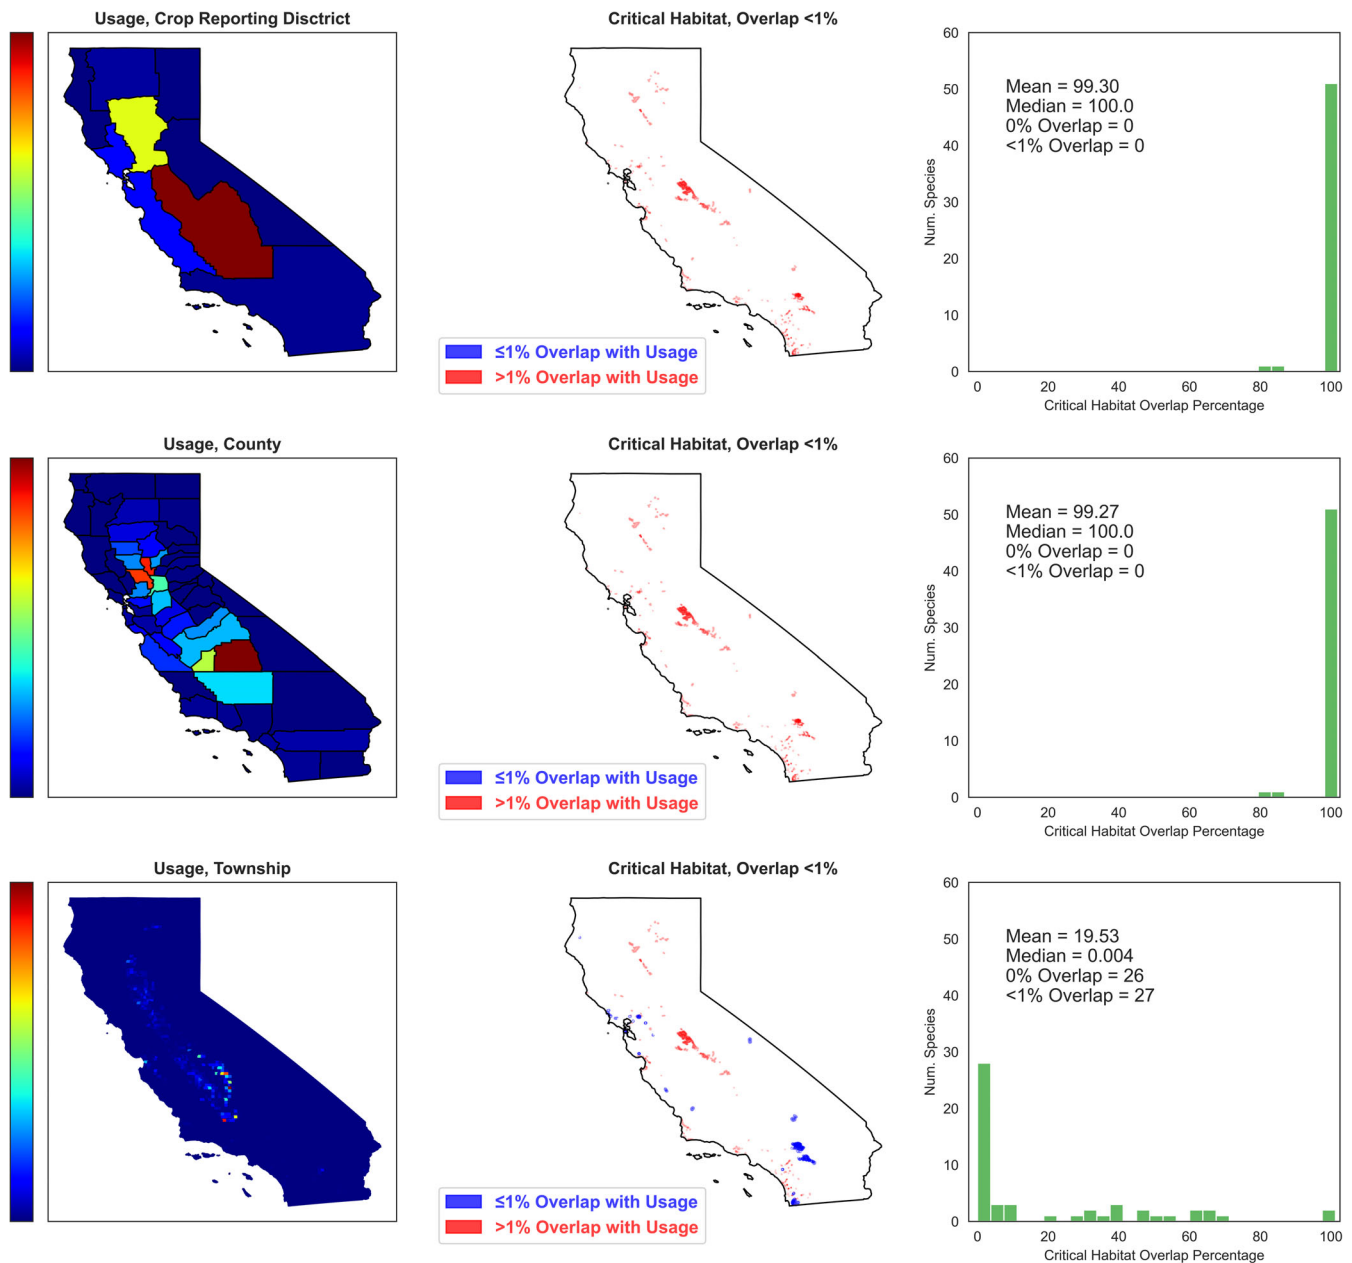 Usage, Crop Reporting Disctrict
Critical Habitat, Overlap <1%
≤1% Overlap with Usage
>1% Overlap with Usage
60
50
40
30
20
10
0
Num. Species
Mean = 99.30
Median = 100.0
0% Overlap = 0
<1% Overlap = 0
0 20 40 60 80 100
Critical Habitat Overlap Percentage
Usage, County
Critical Habitat, Overlap <1%
≤1% Overlap with Usage
>1% Overlap with Usage
60
50
40
30
20
10
0
Num. Species
Mean = 99.27
Median = 100.0
0% Overlap = 0
<1% Overlap = 0
0 20 40 60 80 100
Critical Habitat Overlap Percentage
Usage, Township
Critical Habitat, Overlap <1%
≤1% Overlap with Usage
>1% Overlap with Usage
60
50
40
30
20
10
0
Num. Species
Mean = 19.53
Median = 0.004
0% Overlap = 26
<1% Overlap = 27
0 20 40 60 80 100
Critical Habitat Overlap Percentage